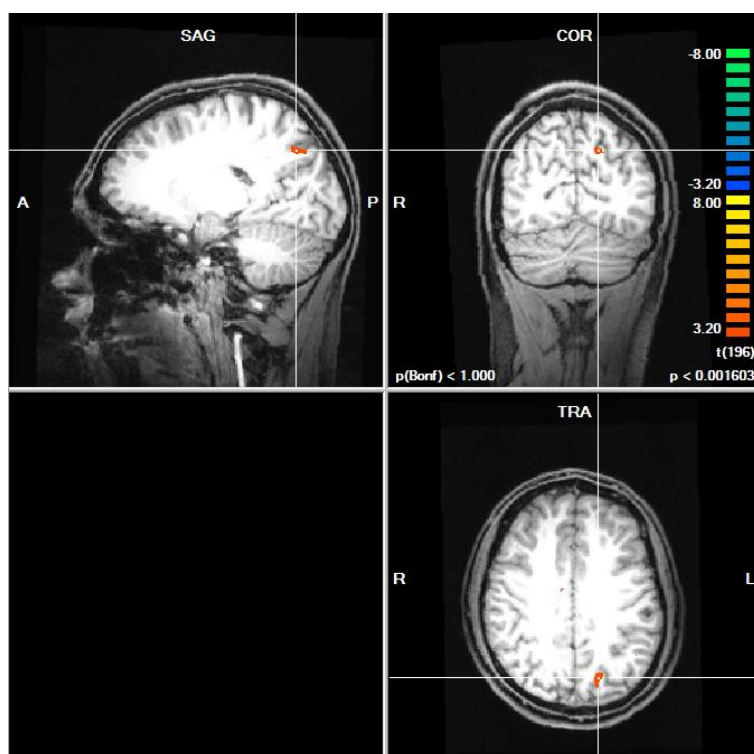 SAG
A
P
COR
R
-8.00
-3.20
8.00
3.20
t(196)
p(Bonf) < 1.000
p < 0.001603
TRA
R
L